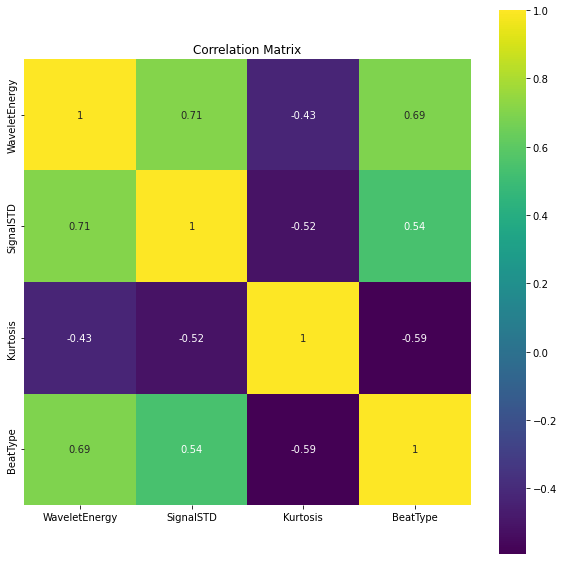 Correlation Matrix
WaveletEnergy
1
0.71
-0.43
0.69
SignalSTD
0.71
1
-0.52
0.54
Kurtosis
-0.43
-0.52
1
-0.59
BeatType
0.69
0.54
-0.59
1
WaveletEnergy
SignalSTD
Kurtosis
BeatType
1.0
0.8
0.6
0.4
0.2
0.0
−0.2
−0.4